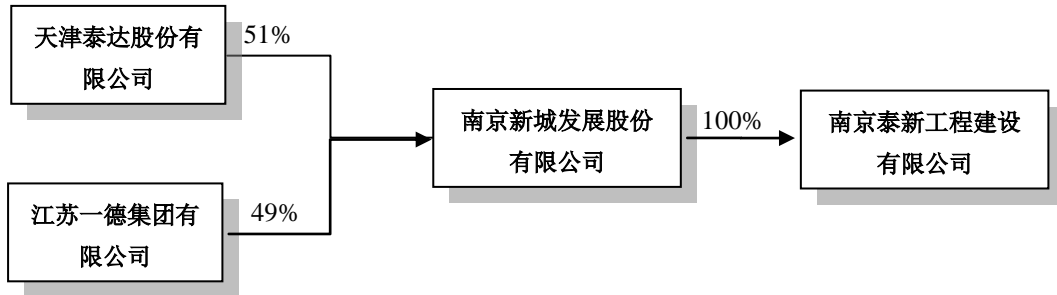 天津泰达股份有
限公司
51%
江苏一德集团有
限公司
49%
南京新城发展股份
有限公司
100%
南京泰新工程建设
有限公司